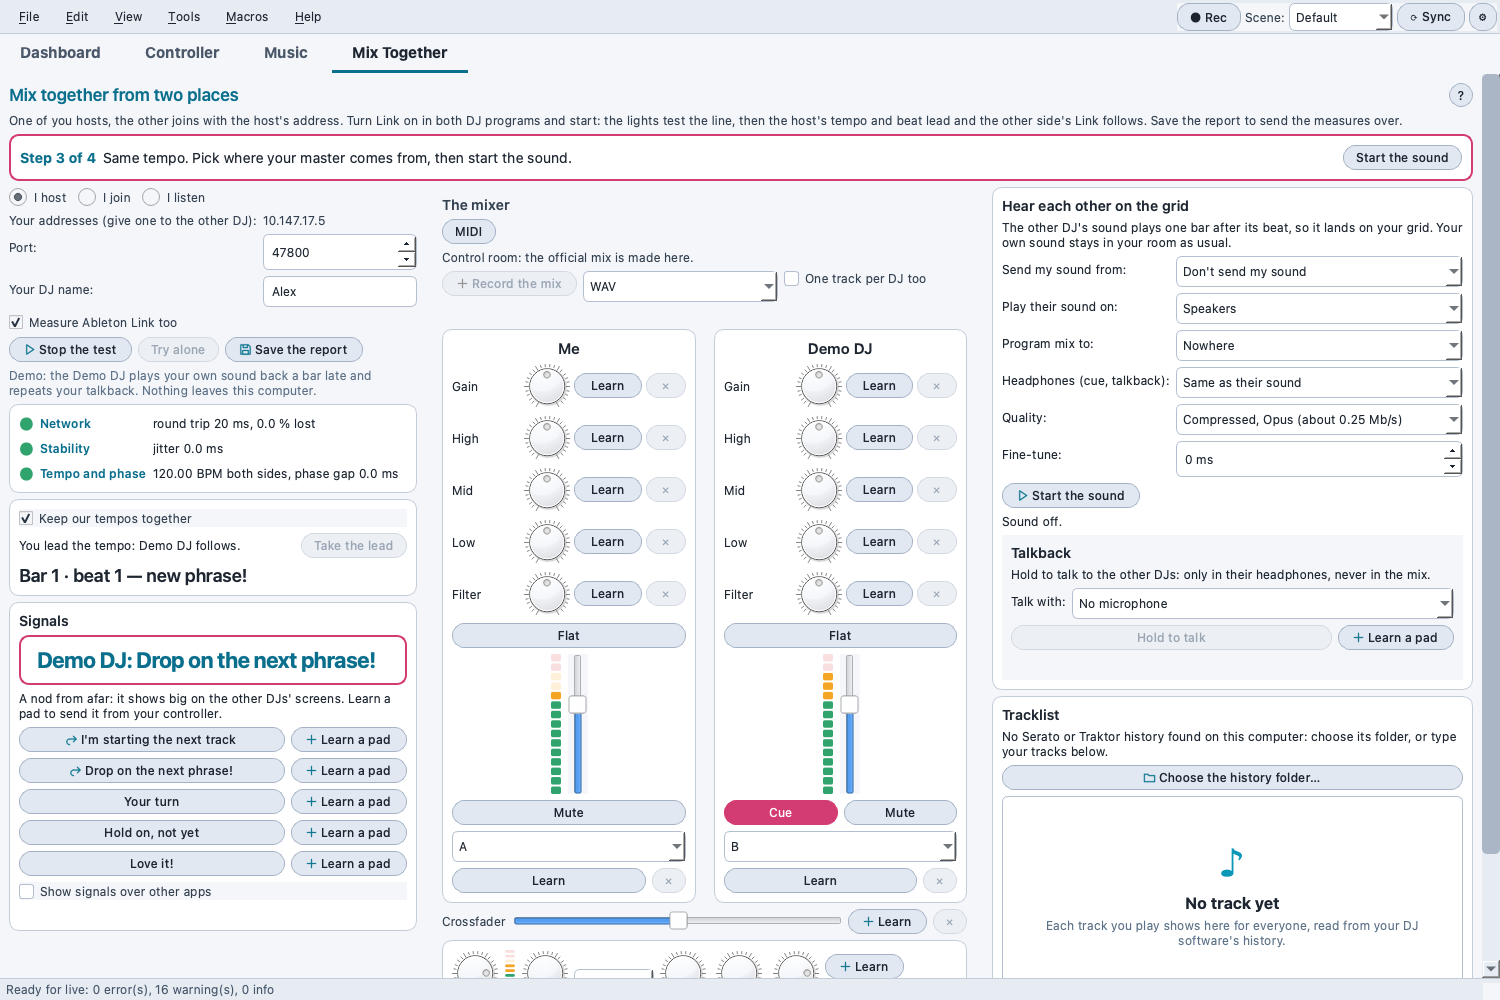 File Edit View Tools Macros Help
Rec Scene: Default Sync
Dashboard Controller Music Mix Together
Mix together from two places
?
One of you hosts, the other joins with the host's address. Turn Link on in both DJ programs and start: the lights test the line, then the host's tempo and beat lead and the other side's Link follows. Save the report to send the measures over.
Step 3 of 4 Same tempo. Pick where your master comes from, then start the sound.
Start the sound
I host I join I listen
Your addresses (give one to the other DJ): 10.147.17.5
Port: 47800
Your DJ name: Alex
Measure Ableton Link too
Stop the test Try alone Save the report
Demo: the Demo DJ plays your own sound back a bar late and
repeats your talkback. Nothing leaves this computer.
Network round trip 20 ms, 0.0 % lost
Stability jitter 0.0 ms
Tempo and phase 120.00 BPM both sides, phase gap 0.0 ms
Keep our tempos together
You lead the tempo: Demo DJ follows. Take the lead
Bar 1 · beat 1 — new phrase!
Signals
Demo DJ: Drop on the next phrase!
A nod from afar: it shows big on the other DJs' screens. Learn a
pad to send it from your controller.
I'm starting the next track + Learn a pad
Drop on the next phrase! + Learn a pad
Your turn + Learn a pad
Hold on, not yet + Learn a pad
Love it! + Learn a pad
Show signals over other apps
The mixer
MIDI
Control room: the official mix is made here.
+ Record the mix WAV One track per DJ too
Me
Gain Learn ×
High Learn ×
Mid Learn ×
Low Learn ×
Filter Learn ×
Flat
Mute
A
Learn ×
Demo DJ
Gain Learn ×
High Learn ×
Mid Learn ×
Low Learn ×
Filter Learn ×
Flat
Cue Mute
B
Learn ×
Crossfader + Learn ×
+ Learn
Hear each other on the grid
The other DJ's sound plays one bar after its beat, so it lands on your grid. Your
own sound stays in your room as usual.
Send my sound from: Don't send my sound
Play their sound on: Speakers
Program mix to: Nowhere
Headphones (cue, talkback): Same as their sound
Quality: Compressed, Opus (about 0.25 Mb/s)
Fine-tune: 0 ms
Start the sound
Sound off.
Talkback
Hold to talk to the other DJs: only in their headphones, never in the mix.
Talk with: No microphone
Hold to talk + Learn a pad
Tracklist
No Serato or Traktor history found on this computer: choose its folder, or type
your tracks below.
Choose the history folder...
No track yet
Each track you play shows here for everyone, read from your DJ
software's history.
Ready for live: 0 error(s), 16 warning(s), 0 info